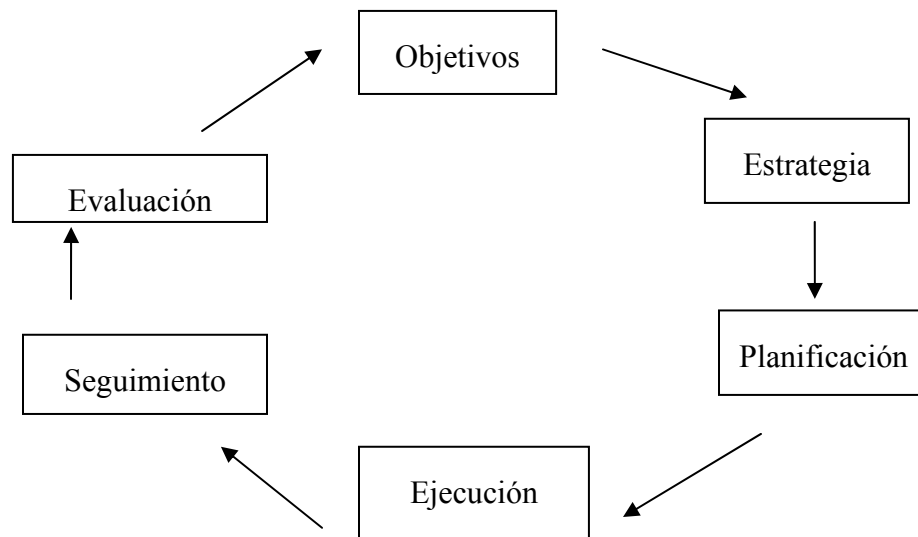 Objetivos
Estrategia
Planificación
Ejecución
Seguimiento
Evaluación